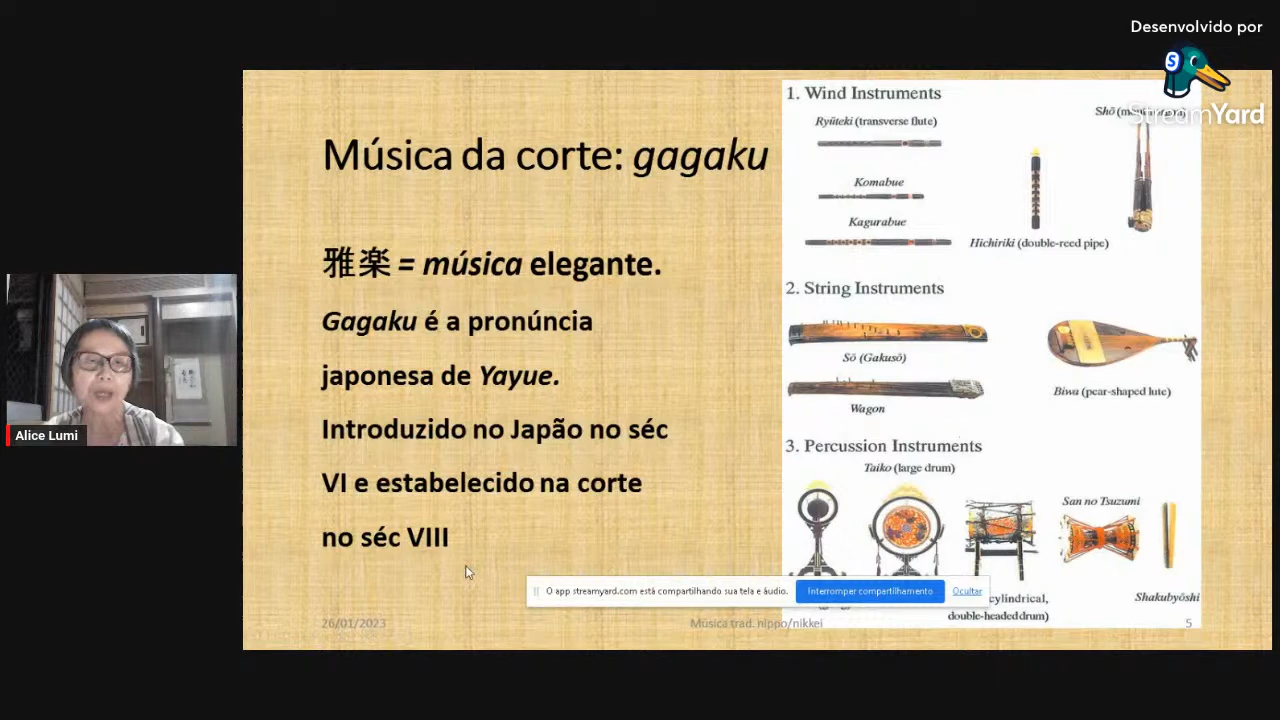 Desenvolvido por
StreamYard
Música da corte: gagaku
雅楽 = música elegante.
Gagaku é a pronúncia
japonesa de Yayue.
Introduzido no Japão no séc
VI e estabelecido na corte
no séc VIII
26/01/2023
Música trad. nippo/nikkei
5
1. Wind Instruments
Ryūteki (transverse flute)
Shō
Komabue
Kagurabue
Hichiriki (double-reed pipe)
2. String Instruments
Sō (Gakusō)
Biwa (pear-shaped lute)
Wagon
3. Percussion Instruments
Taiko (large drum)
San no Tsuzumi
cylindrical,
double-headed drum)
Shakubyōshi
O app streamyard.com está compartilhando sua tela e áudio.
Interromper compartilhamento
Ocultar
Alice Lumi